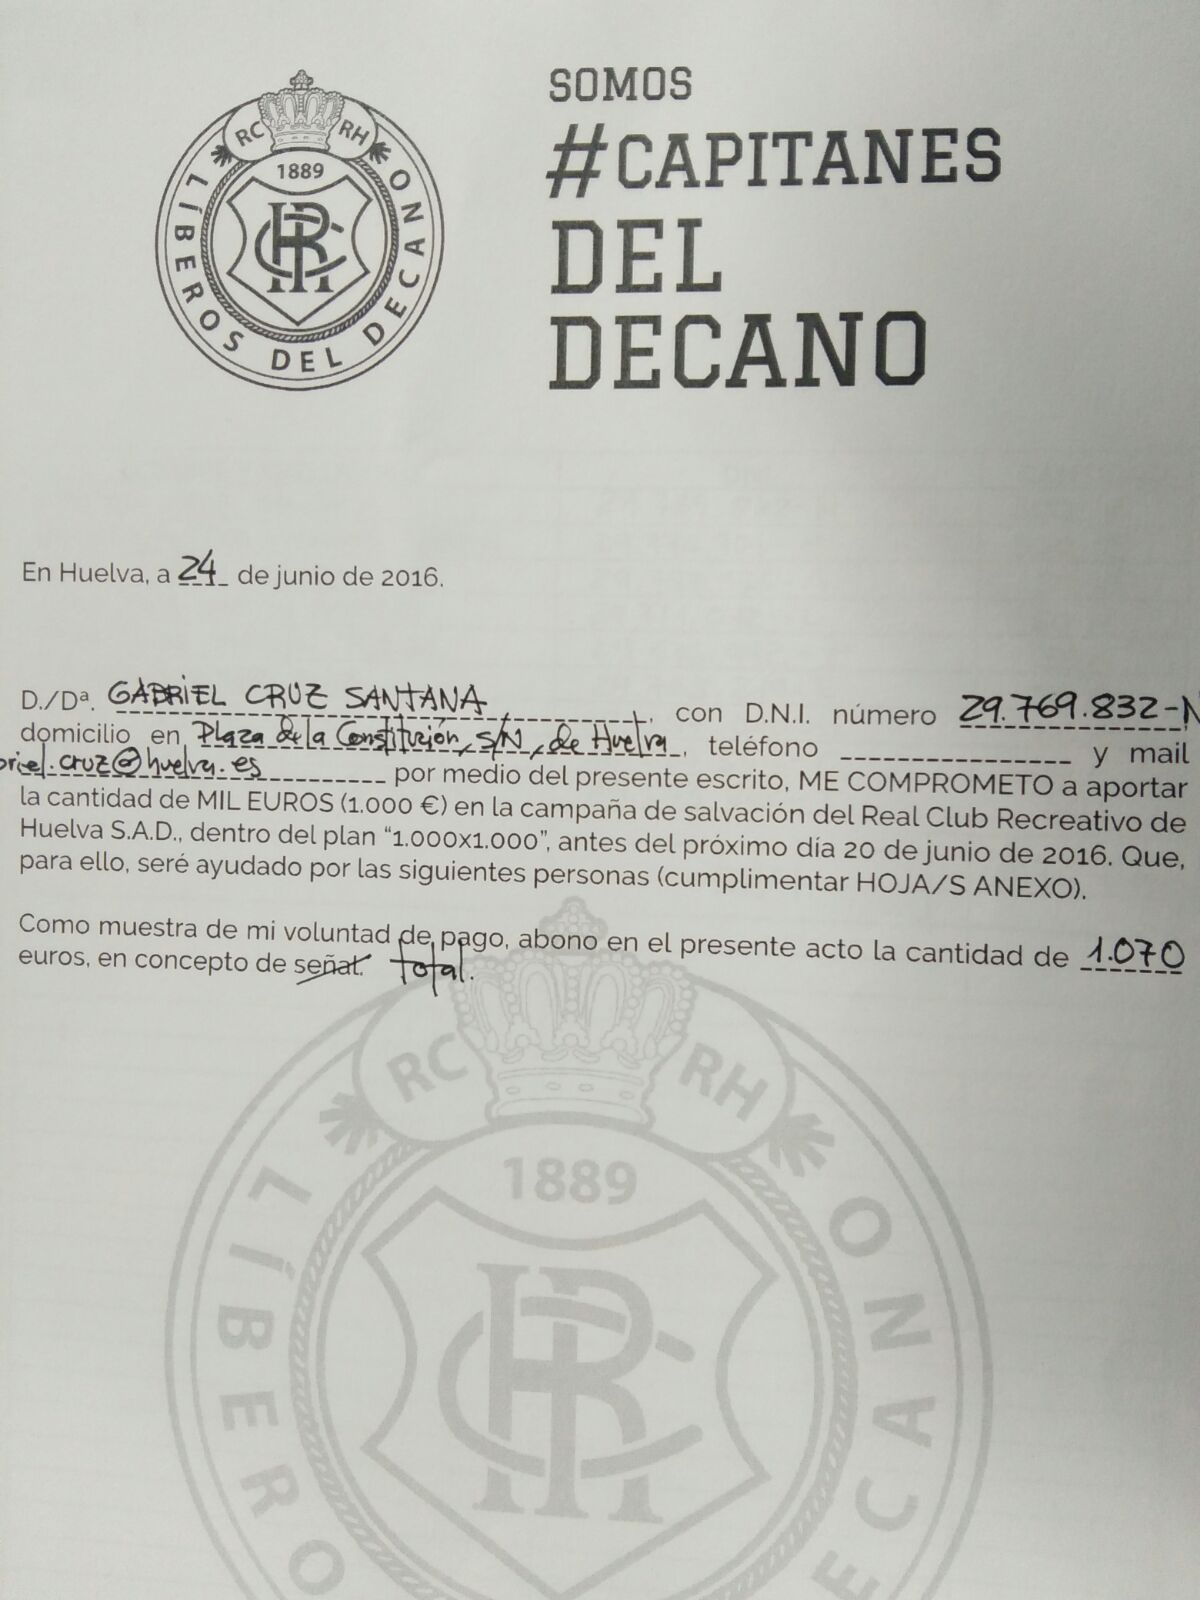 RC RH
1889
LÍBEROS DEL DECANO
SOMOS
#CAPITANES
DEL
DECANO
En Huelva, a 24 de junio de 2016.
D./Dª. GABRIEL CRUZ SANTANA, con D.N.I. número 29.769.832-N
domicilio en Plaza de la Constitución, S/N, de Huelva, teléfono y mail
briel.cruz@huelva.es por medio del presente escrito, ME COMPROMETO a aportar
la cantidad de MIL EUROS (1.000 €) en la campaña de salvación del Real Club Recreativo de
Huelva S.A.D., dentro del plan “1.000x1.000”, antes del próximo día 20 de junio de 2016. Que,
para ello, seré ayudado por las siguientes personas (cumplimentar HOJA/S ANEXO).
Como muestra de mi voluntad de pago, abono en el presente acto la cantidad de 1.070
euros, en concepto de señal. total.
RC RH
1889
LÍBERO ECANO